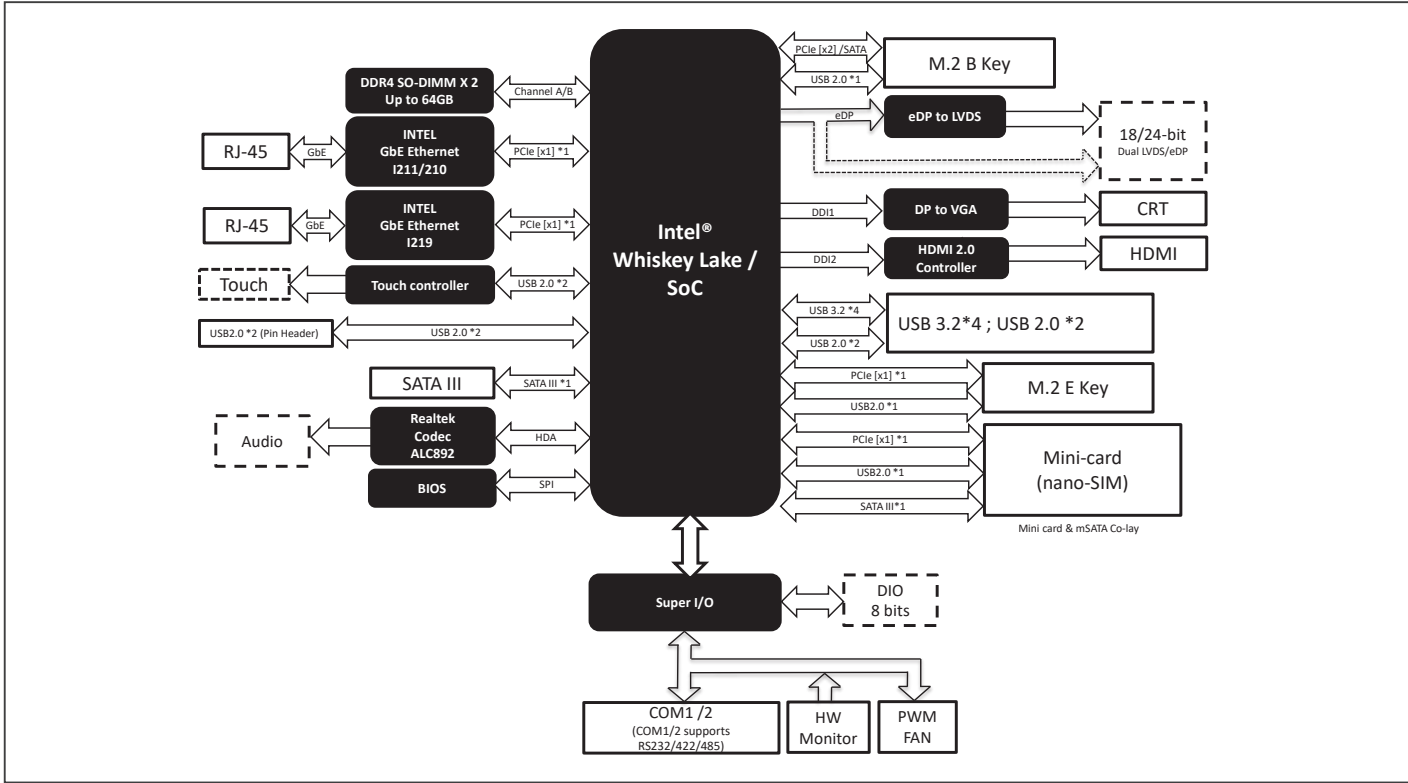 DDR4 SO-DIMM X 2
Up to 64GB
Channel A/B
RJ-45
GbE
INTEL
GbE Ethernet
I211/210
PCIe [x1] *1
RJ-45
GbE
INTEL
GbE Ethernet
I219
PCIe [x1] *1
Touch
Touch controller
USB 2.0 *2
USB2.0 *2 (Pin Header)
USB 2.0 *2
SATA III
SATA III *1
Audio
Realtek
Codec
ALC892
HDA
BIOS
SPI
Intel®
Whiskey Lake /
SoC
PCIe [x2] /SATA
USB 2.0 *1
M.2 B Key
eDP
eDP to LVDS
18/24-bit
Dual LVDS/eDP
DDI1
DP to VGA
CRT
DDI2
HDMI 2.0
Controller
HDMI
USB 3.2*4
USB 2.0 *2
USB 3.2*4 ; USB 2.0 *2
PCIe [x1] *1
USB2.0 *1
M.2 E Key
PCIe [x1] *1
USB2.0 *1
SATA III*1
Mini-card
(nano-SIM)
Mini card & mSATA Co-lay
Super I/O
DIO
8 bits
COM1 /2
(COM1/2 supports
RS232/422/485)
HW
Monitor
PWM
FAN